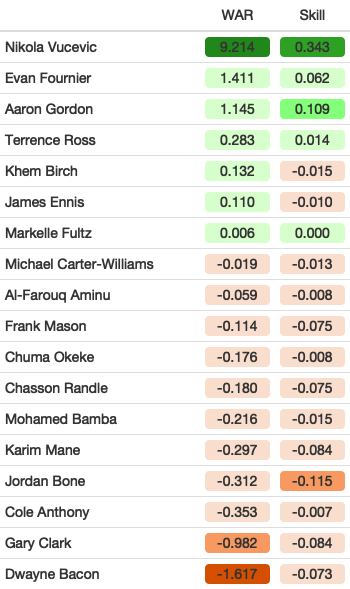 WAR Skill
Nikola Vucevic 9.214 0.343
Evan Fournier 1.411 0.062
Aaron Gordon 1.145 0.109
Terrence Ross 0.283 0.014
Khem Birch 0.132 -0.015
James Ennis 0.110 -0.010
Markelle Fultz 0.006 0.000
Michael Carter-Williams -0.019 -0.013
Al-Farouq Aminu -0.059 -0.008
Frank Mason -0.114 -0.075
Chuma Okeke -0.176 -0.008
Chasson Randle -0.180 -0.075
Mohamed Bamba -0.216 -0.015
Karim Mane -0.297 -0.084
Jordan Bone -0.312 -0.115
Cole Anthony -0.353 -0.007
Gary Clark -0.982 -0.084
Dwayne Bacon -1.617 -0.073